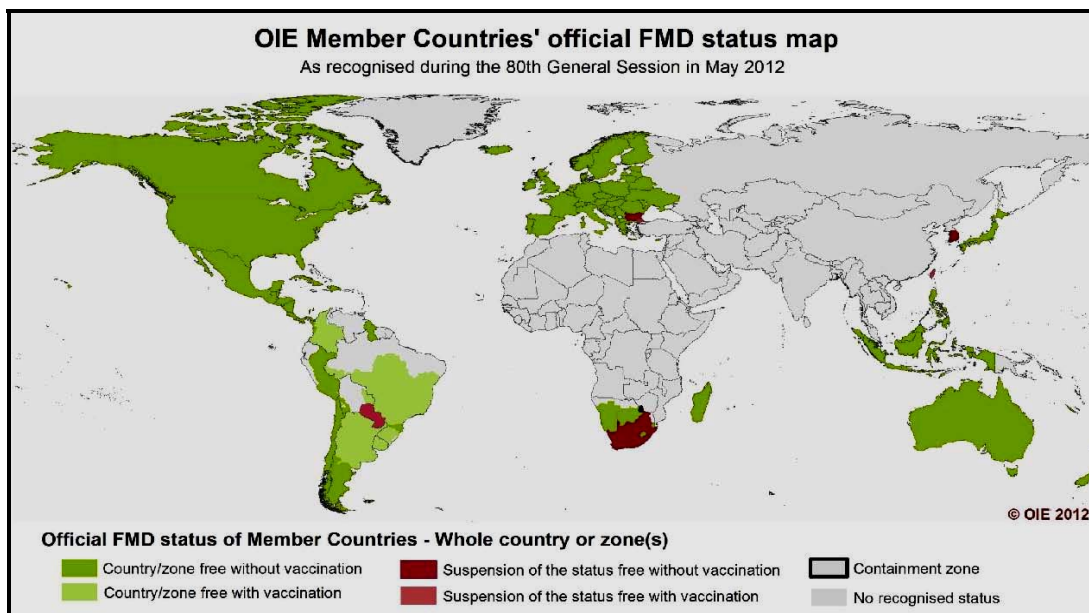 OIE Member Countries' official FMD status map
As recognised during the 80th General Session in May 2012
© OIE 2012
Official FMD status of Member Countries - Whole country or zone(s)
Country/zone free without vaccination
Suspension of the status free without vaccination
Containment zone
Country/zone free with vaccination
Suspension of the status free with vaccination
No recognised status